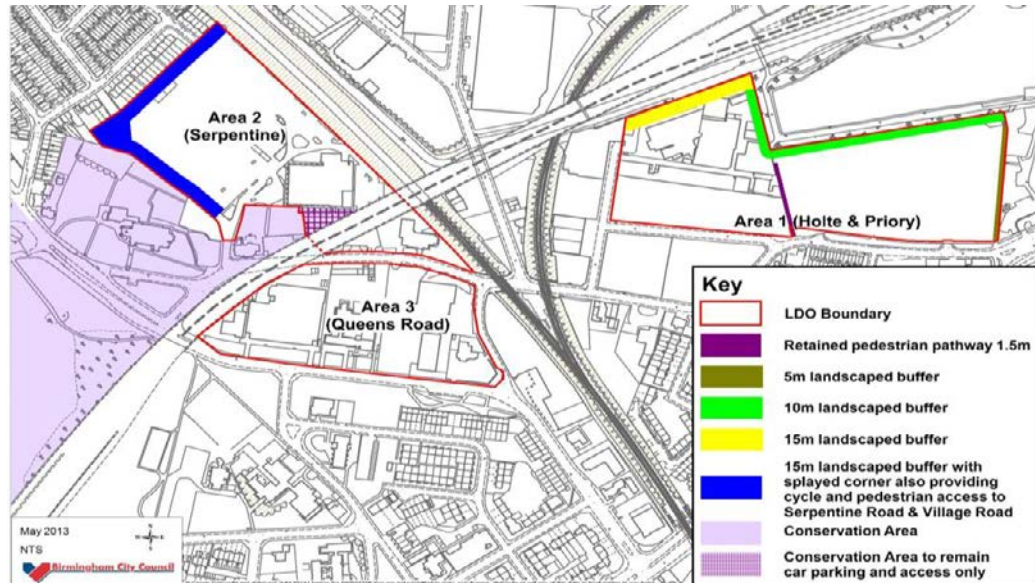 Area 2
(Serpentine)
Area 1 (Holte & Priory)
Area 3
(Queens Road)
Key
LDO Boundary
Retained pedestrian pathway 1.5m
5m landscaped buffer
10m landscaped buffer
15m landscaped buffer
15m landscaped buffer with
splayed corner also providing
cycle and pedestrian access to
Serpentine Road & Village Road
Conservation Area
Conservation Area to remain
car parking and access only
May 2013
N
NTS
Birmingham City Council